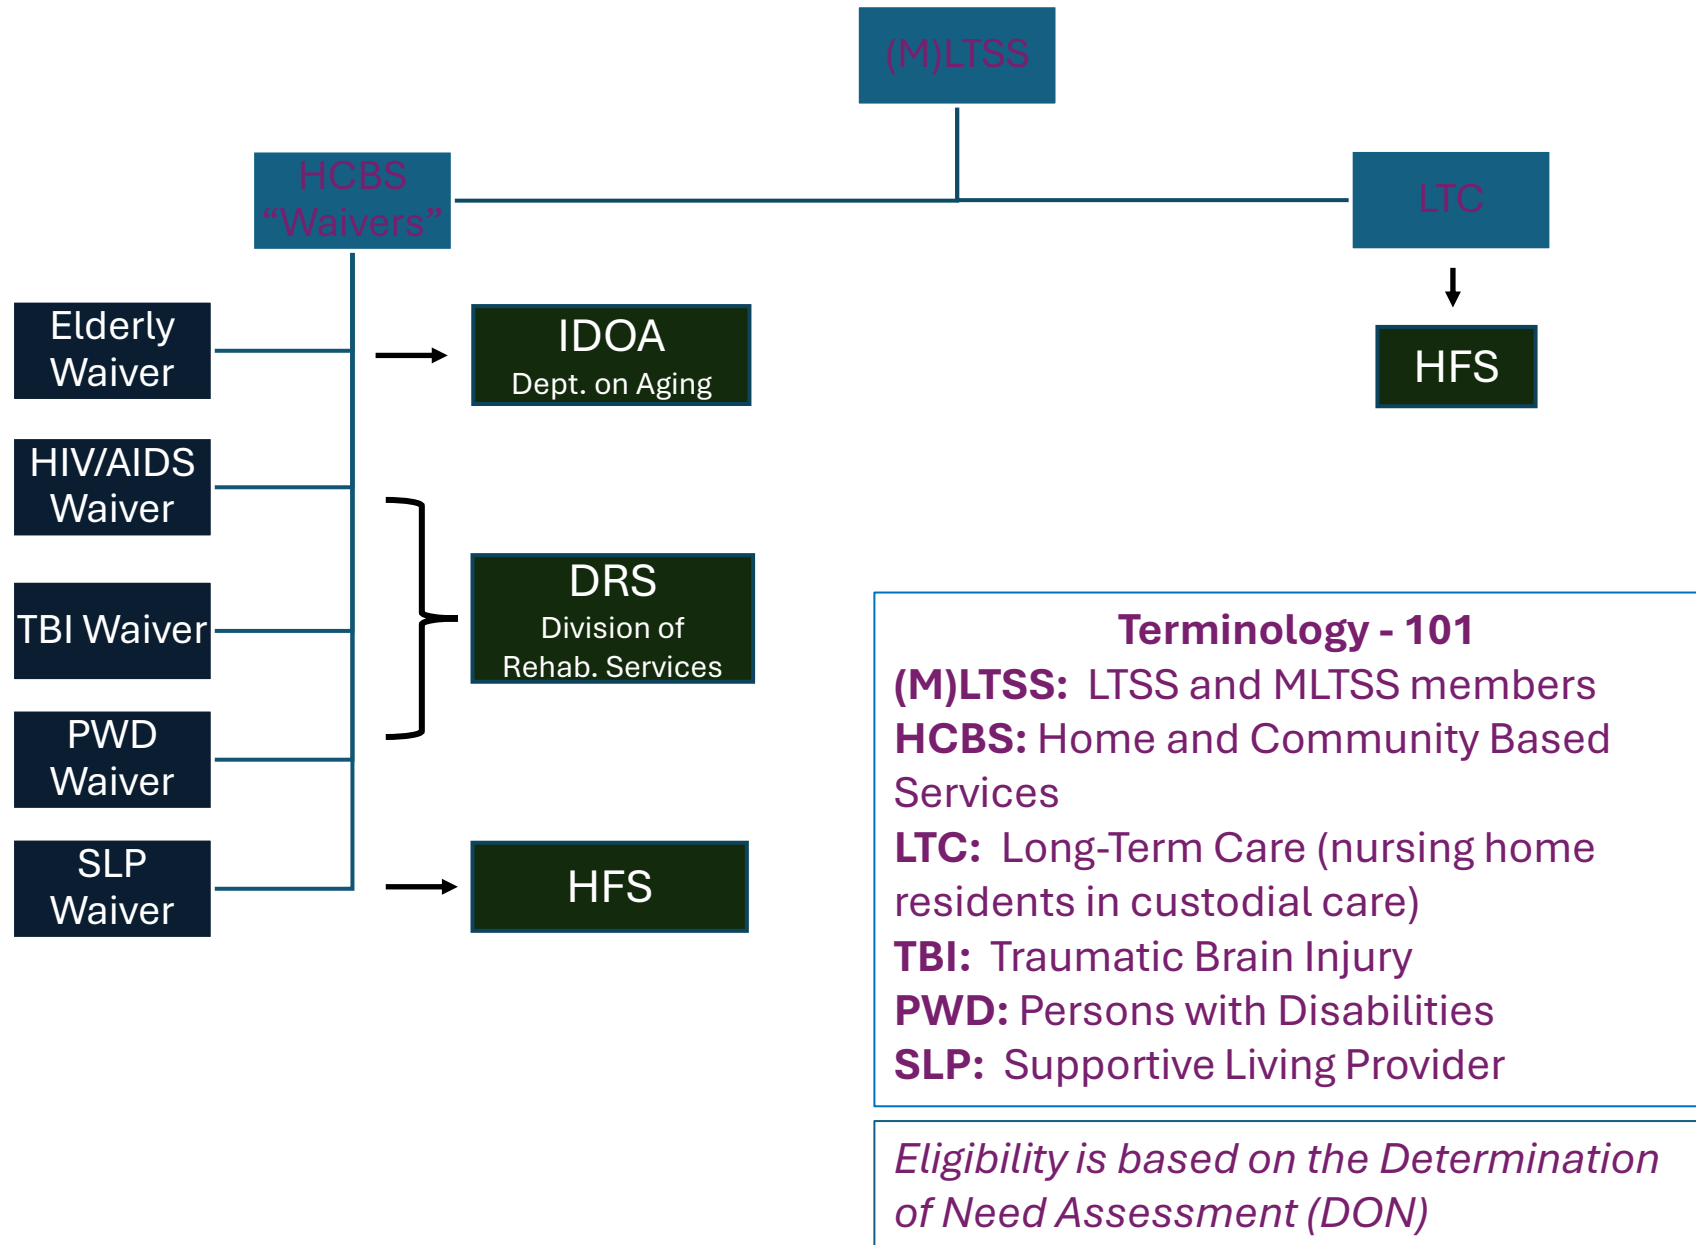 (M)LTSS
HCBS
“Waivers”
LTC
Elderly
Waiver
IDOA
Dept. on Aging
HFS
HIV/AIDS
Waiver
TBI Waiver
DRS
Division of
Rehab. Services
PWD
Waiver
SLP
Waiver
HFS
Terminology - 101
(M)LTSS: LTSS and MLTSS members
HCBS: Home and Community Based
Services
LTC: Long-Term Care (nursing home
residents in custodial care)
TBI: Traumatic Brain Injury
PWD: Persons with Disabilities
SLP: Supportive Living Provider
Eligibility is based on the Determination
of Need Assessment (DON)